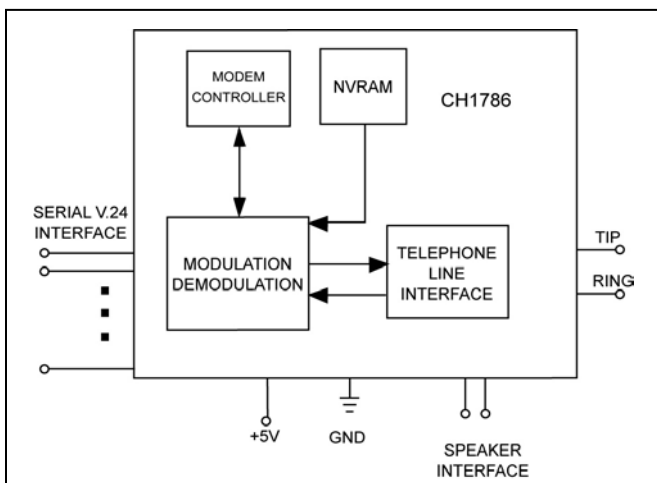 MODEM
CONTROLLER
NVRAM
CH1786
SERIAL V.24
INTERFACE
MODULATION
DEMODULATION
TELEPHONE
LINE
INTERFACE
TIP
RING
+5V
GND
SPEAKER
INTERFACE